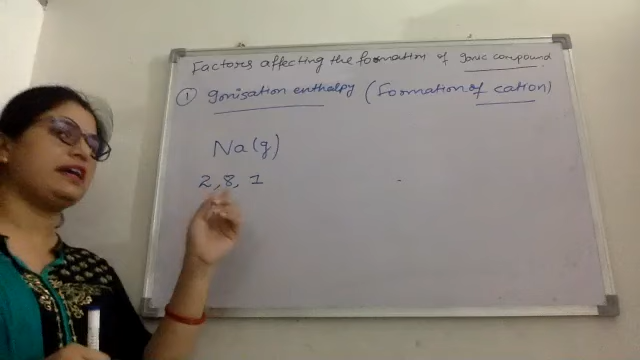 Factors affecting the formation of Ionic compound
① Ionisation enthalpy (Formation of cation)
Na(g)
2,8,1